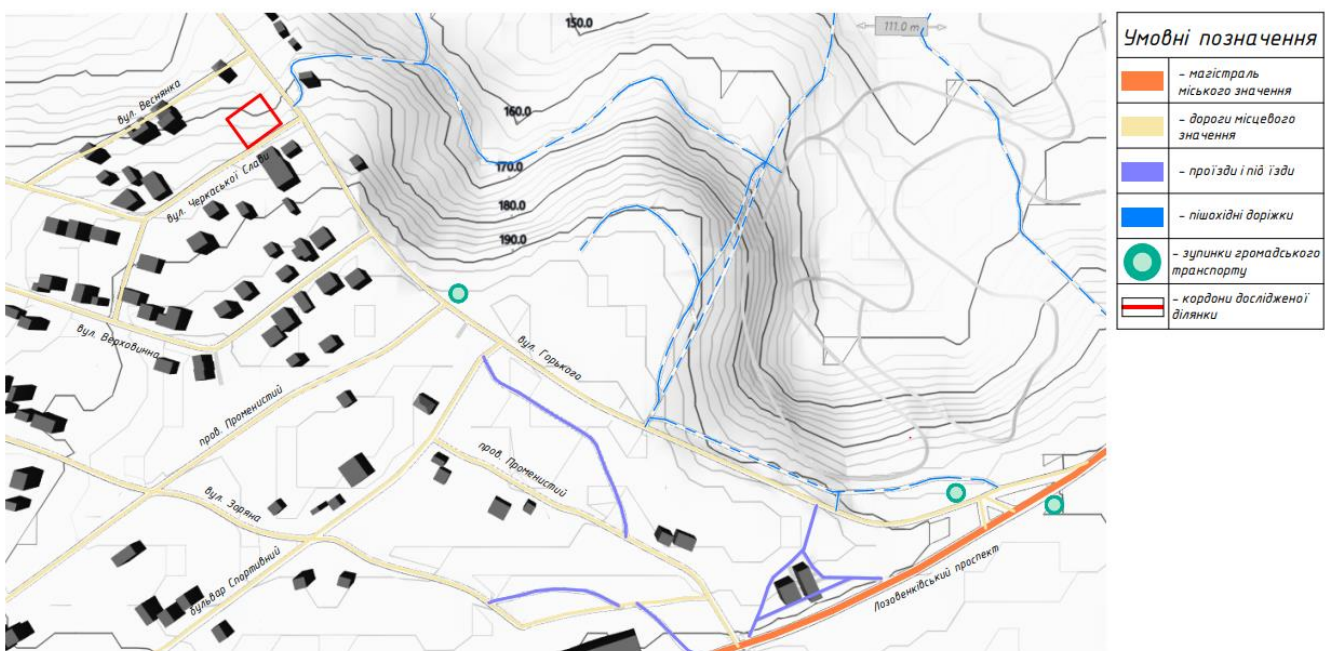 150.0
111.0 m
160.0
170.0
180.0
190.0
вул. Веснянка
вул. Черкаської Слави
вул. Верховинна
вул. Горького
пров. Променистий
пров. Променистий
вул. Зоряна
бульвар Спортивний
Лозовеньківський проспект
Умовні позначення
- магістраль
міського значення
- дороги місцевого
значення
- проїзди і під їзди
- пішохідні доріжки
- зупинки громадського
транспорту
- кордони дослідженої
ділянки